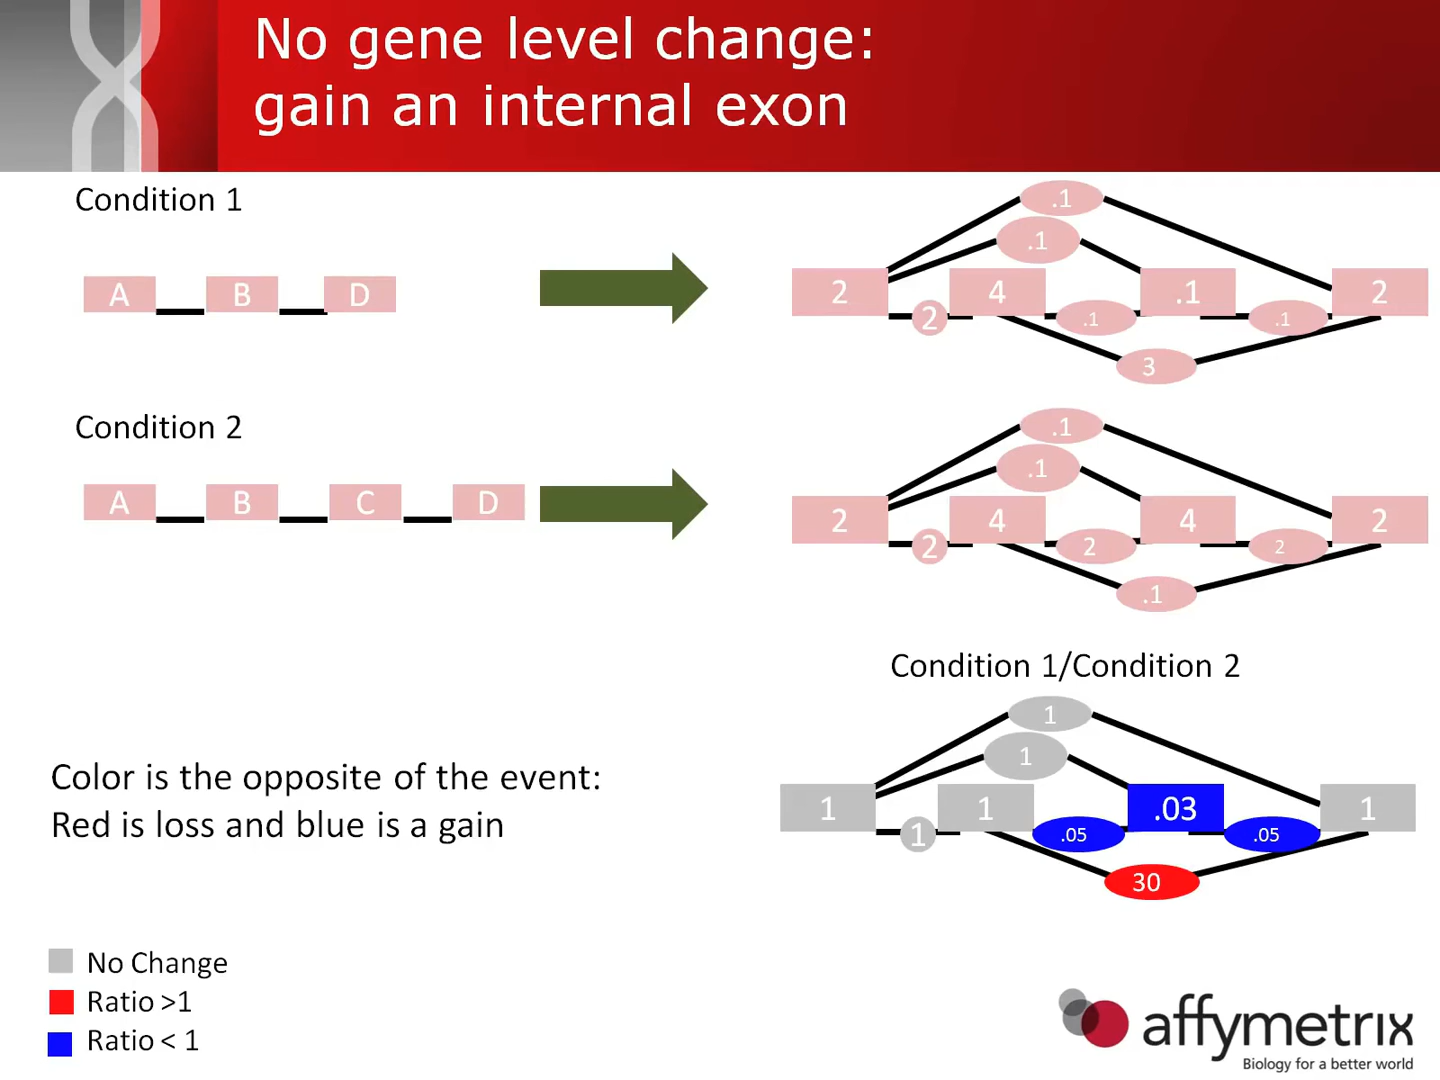 No gene level change:
gain an internal exon
Condition 1
A B D
.1
.1
2 4 .1 2
2 .1 .1
3
Condition 2
A B C D
.1
.1
2 4 4 2
2 2 2
.1
Condition 1/Condition 2
1
1
1 1 .03 1
1 .05 .05
30
Color is the opposite of the event:
Red is loss and blue is a gain
No Change
Ratio >1
Ratio < 1
affymetrix
Biology for a better world